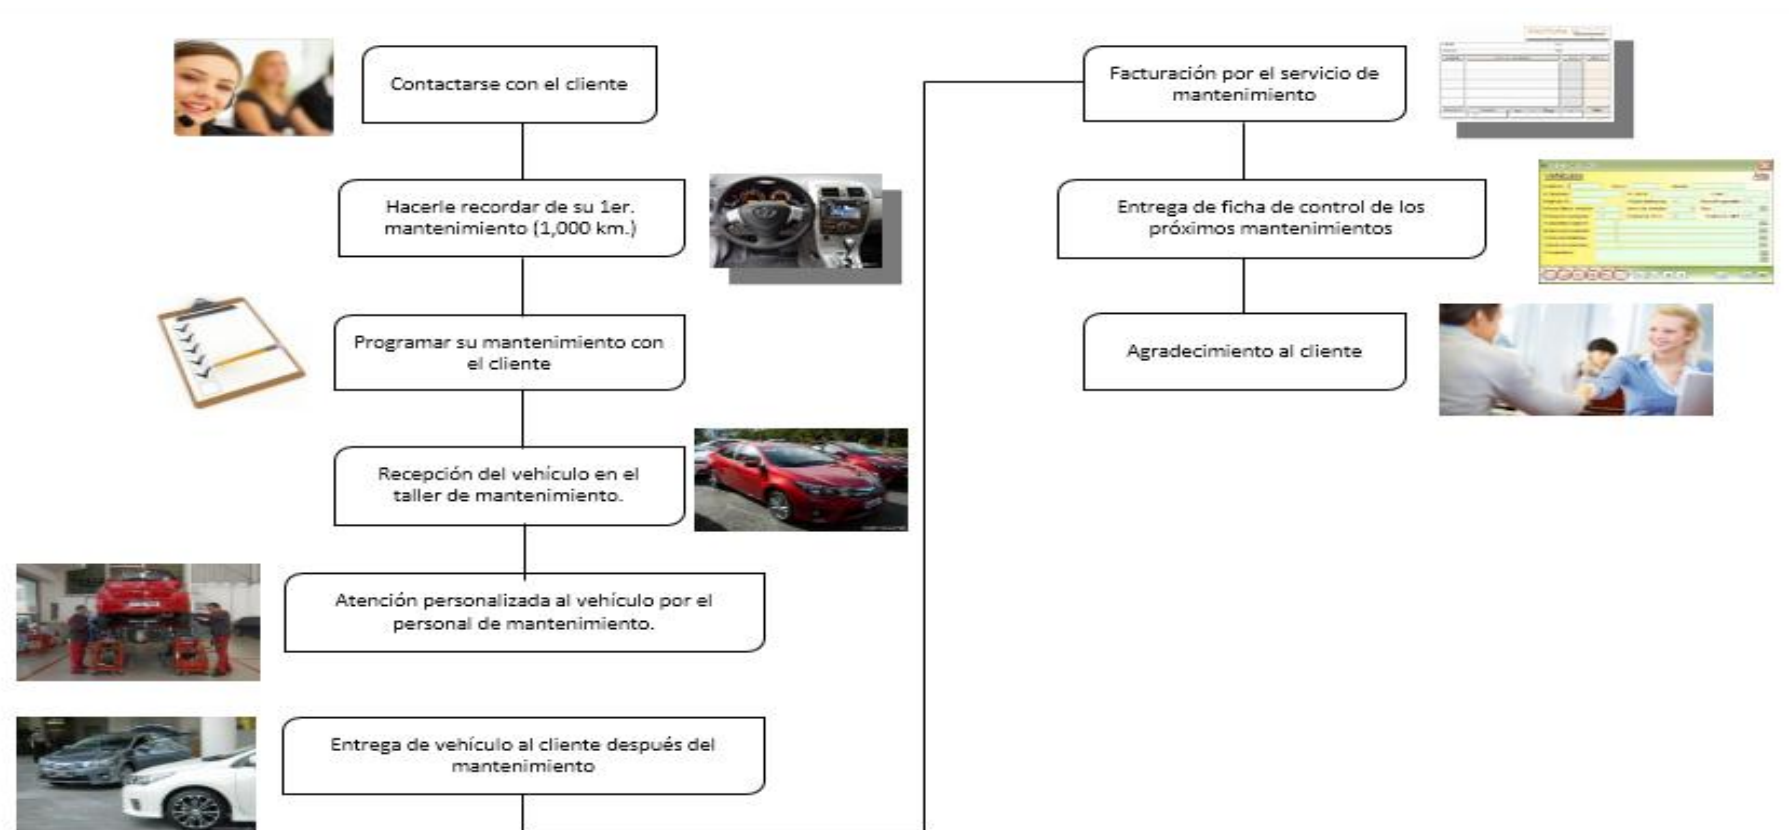 Contactarse con el cliente
Hacerle recordar de su 1er.
mantenimiento (1,000 km.)
Programar su mantenimiento con
el cliente
Recepción del vehículo en el
taller de mantenimiento.
Atención personalizada al vehículo por el
personal de mantenimiento.
Entrega de vehículo al cliente después del
mantenimiento
Facturación por el servicio de
mantenimiento
Entrega de ficha de control de los
próximos mantenimientos
Agradecimiento al cliente